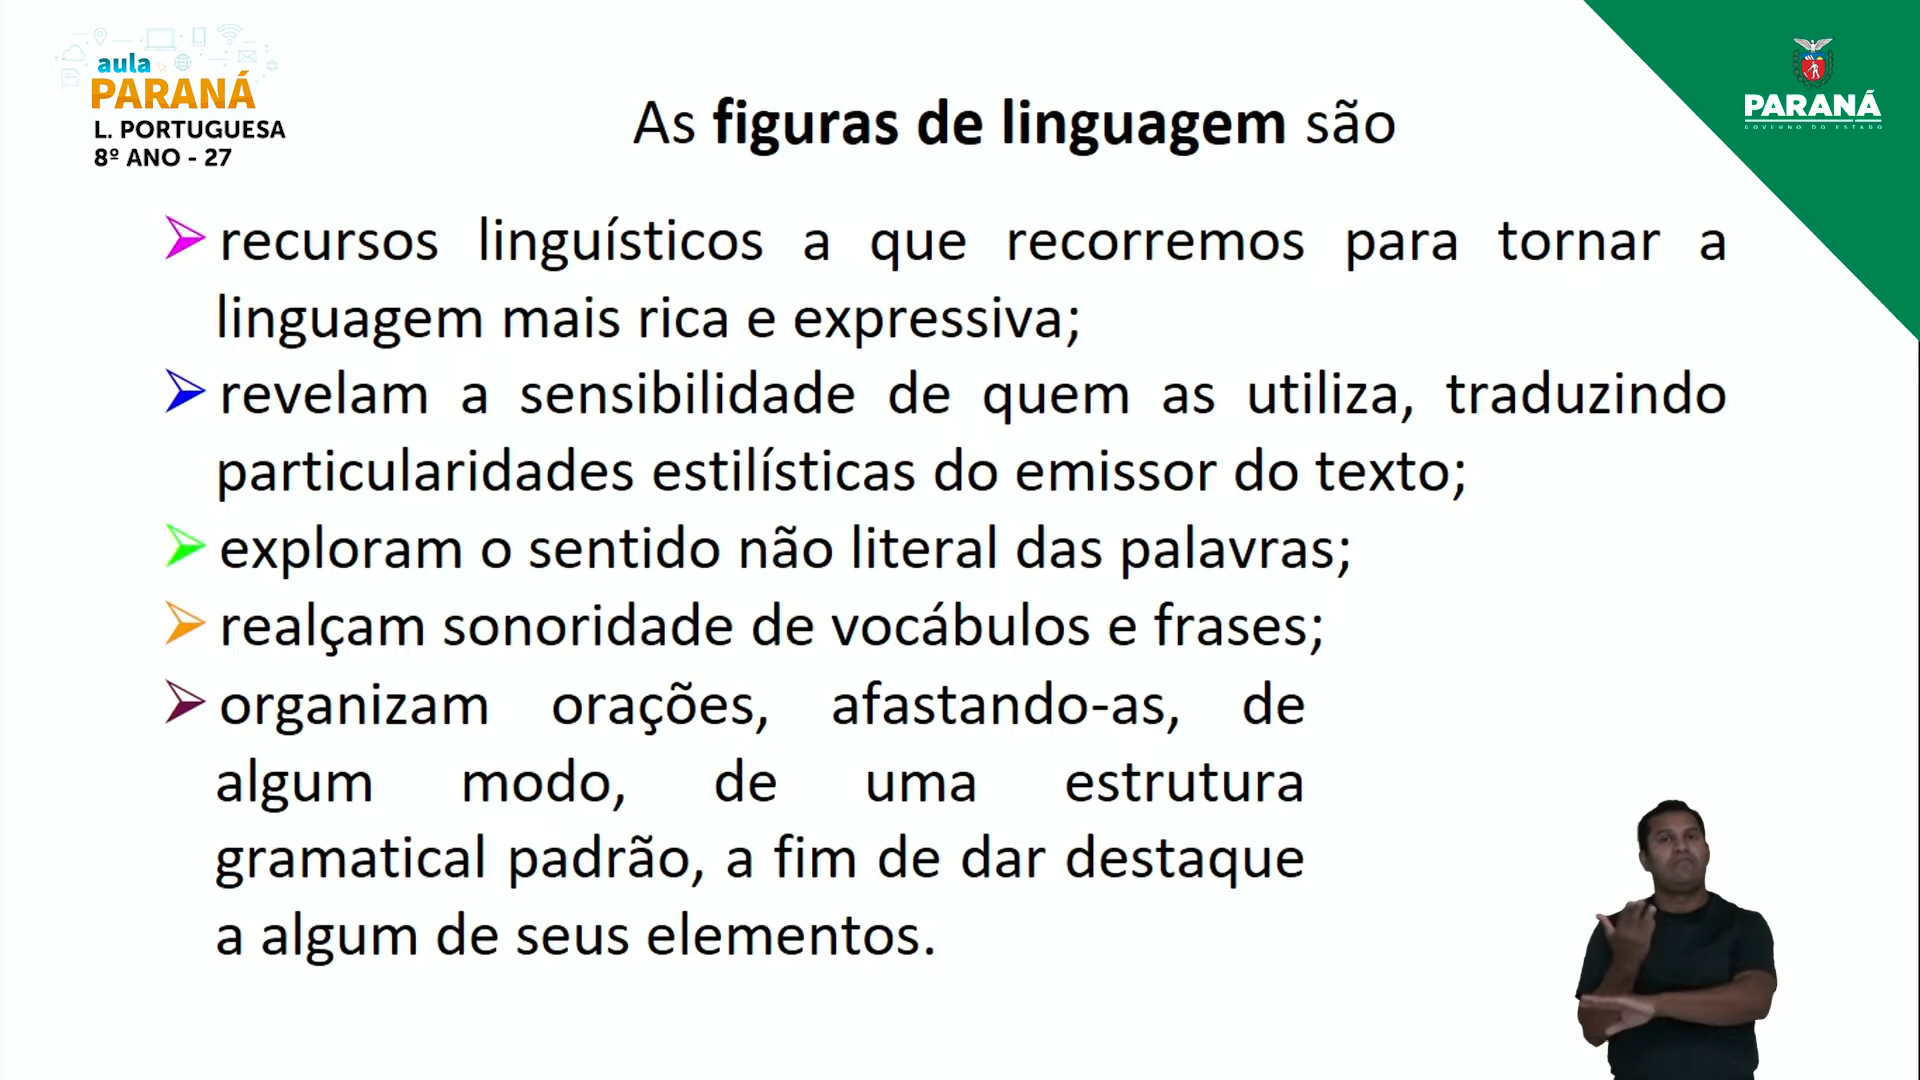 aula
PARANÁ
L. PORTUGUESA
8º ANO - 27
PARANÁ
GOVERNO DO ESTADO
As figuras de linguagem são
recursos linguísticos a que recorremos para tornar a
linguagem mais rica e expressiva;
revelam a sensibilidade de quem as utiliza, traduzindo
particularidades estilísticas do emissor do texto;
exploram o sentido não literal das palavras;
realçam sonoridade de vocábulos e frases;
organizam orações, afastando-as, de
algum modo, de uma estrutura
gramatical padrão, a fim de dar destaque
a algum de seus elementos.